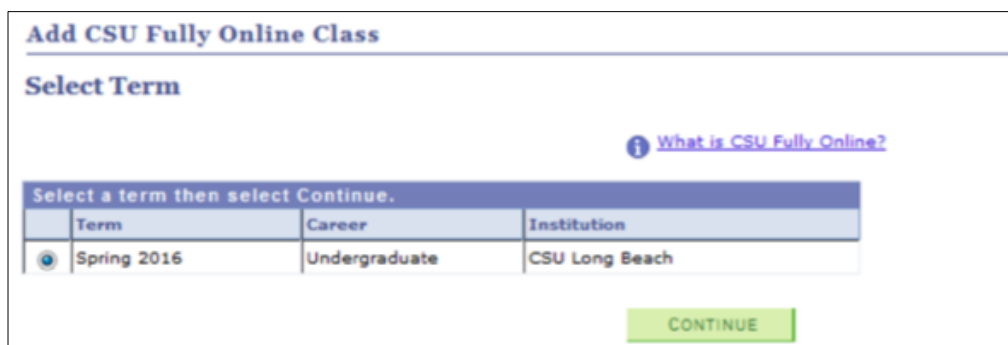 Add CSU Fully Online Class
Select Term
What is CSU Fully Online?
Select a term then select Continue.
Term Career Institution
Spring 2016 Undergraduate CSU Long Beach
CONTINUE